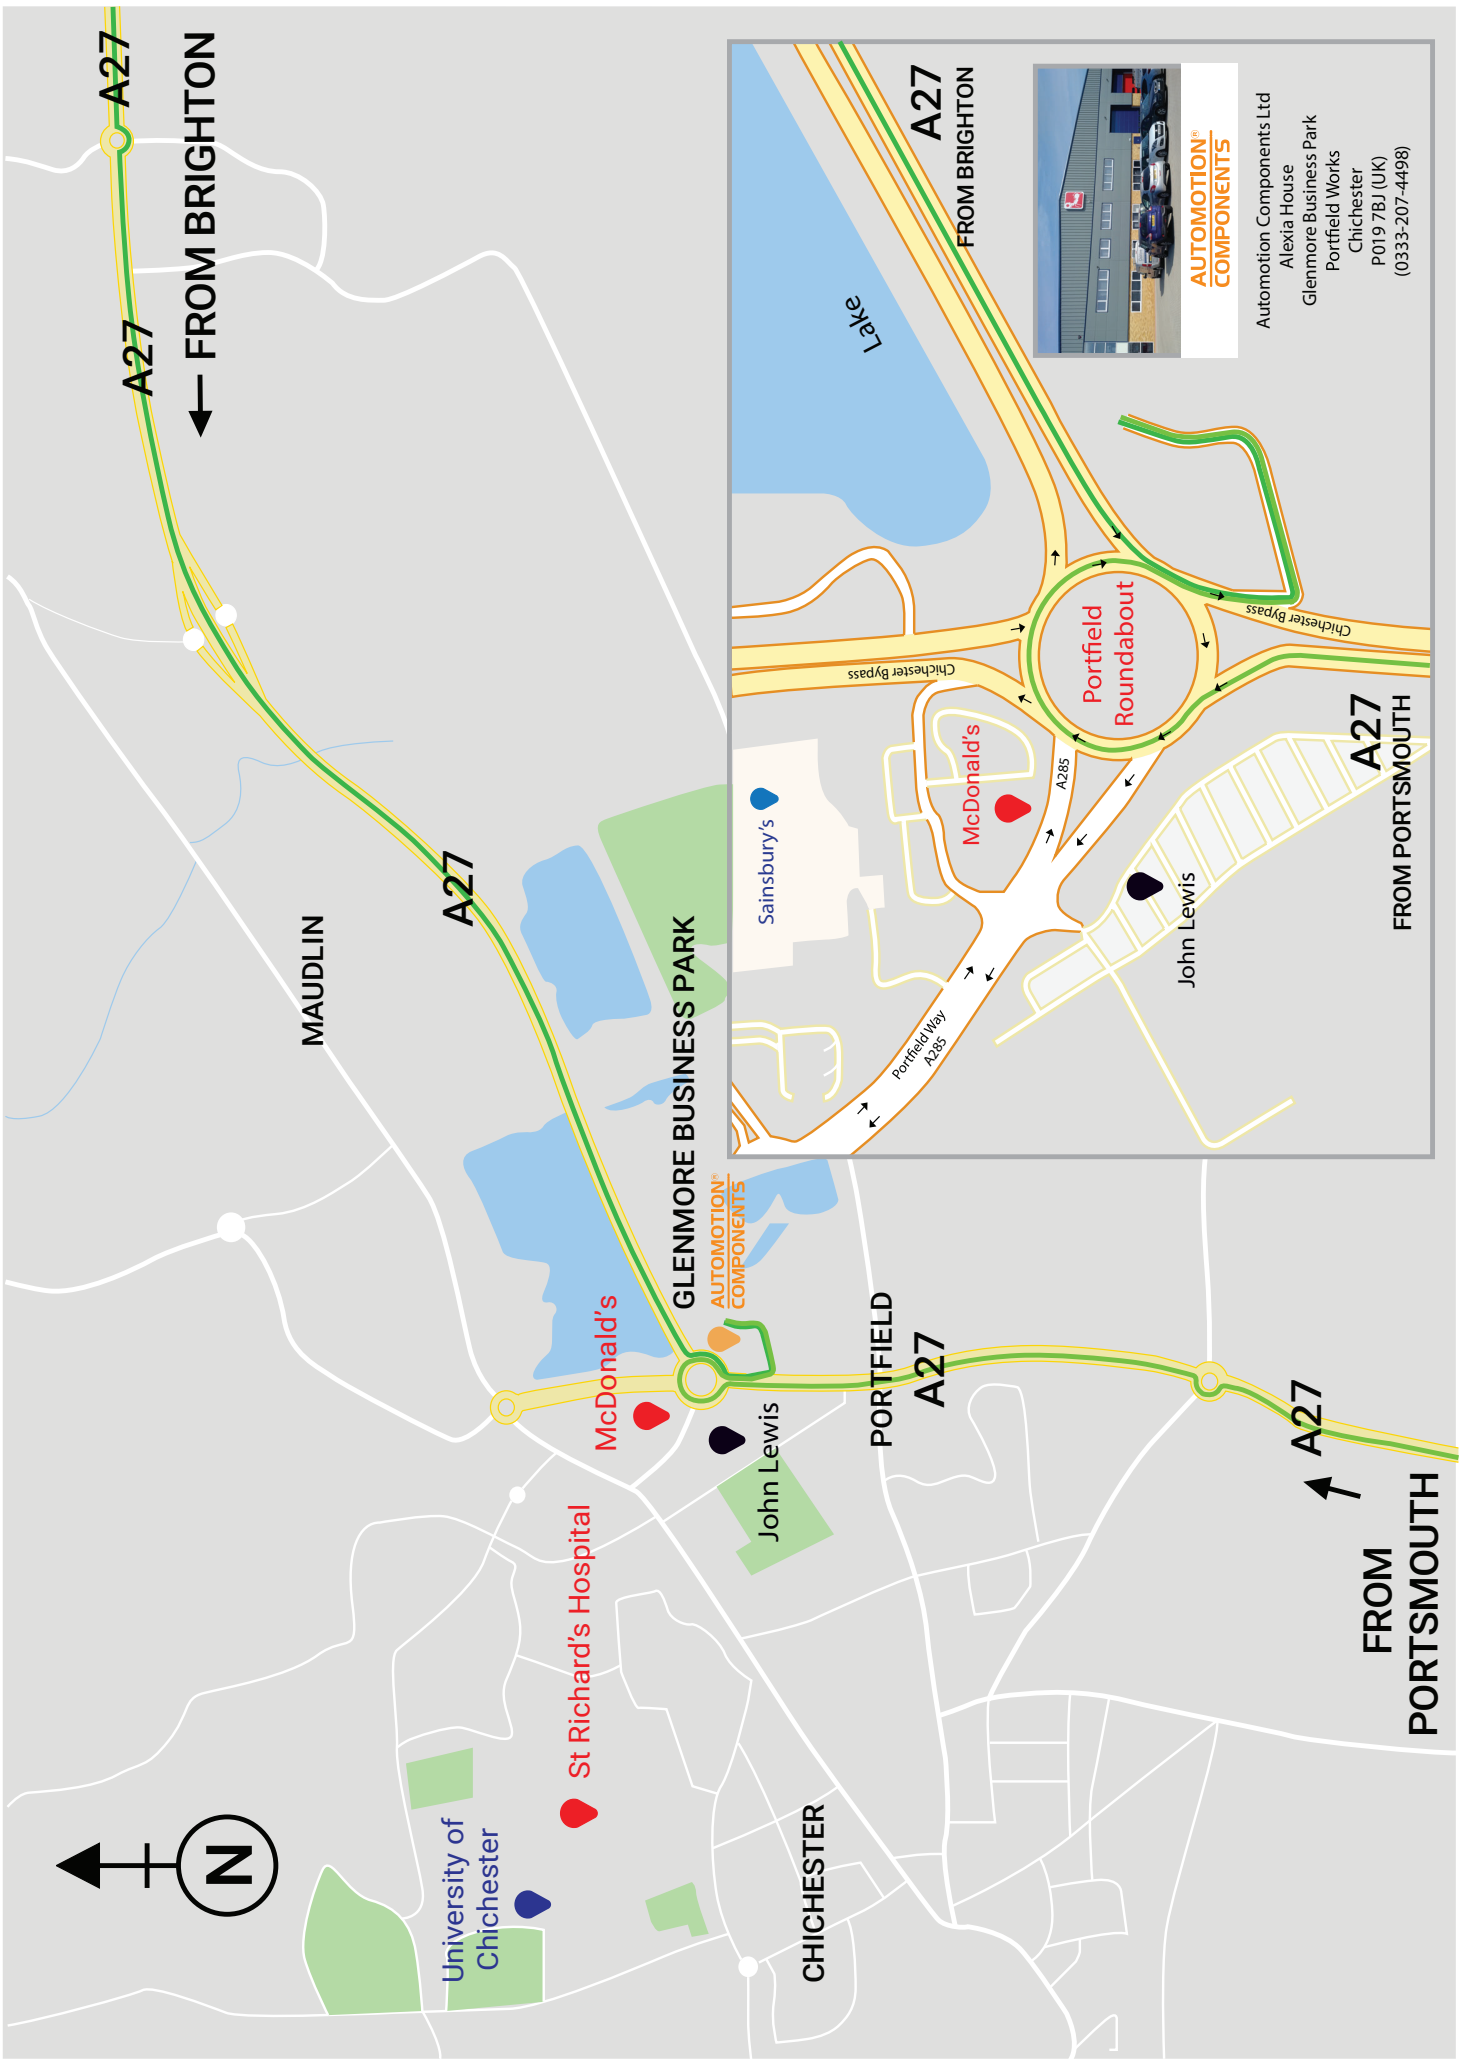 A27
← FROM BRIGHTON
A27
A27
MAUDLIN
GLENMORE BUSINESS PARK
AUTOMOTION®
COMPONENTS
McDonald's
John Lewis
St Richard's Hospital
University of
Chichester
N
CHICHESTER
PORTFIELD
A27
A27
FROM
PORTSMOUTH
Lake
A27
FROM BRIGHTON
Sainsbury's
Chichester Bypass
McDonald's
A285
Portfield
Roundabout
Chichester Bypass
Portfield Way
A285
John Lewis
A27
FROM PORTSMOUTH
AUTOMOTION®
COMPONENTS
Automotion Components Ltd
Alexia House
Glenmore Business Park
Portfield Works
Chichester
P019 7BJ (UK)
(0333-207-4498)